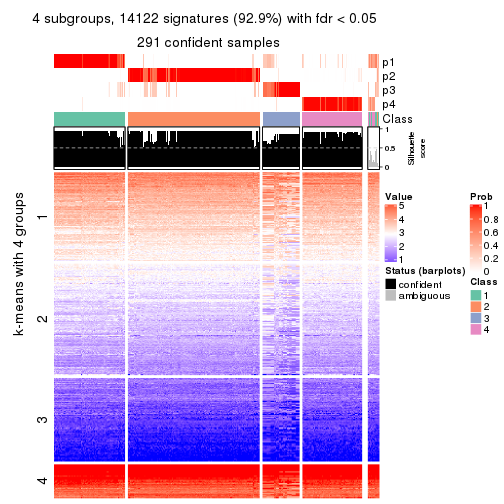 4 subgroups, 14122 signatures (92.9%) with fdr < 0.05
291 confident samples
p1
p2
p3
p4
Class
1
0.5
0
Silhouette
score
k-means with 4 groups
1
2
3
4
Value
5
4
3
2
1
Status (barplots)
confident
ambiguous
Prob
1
0.8
0.6
0.4
0.2
0
Class
1
2
3
4